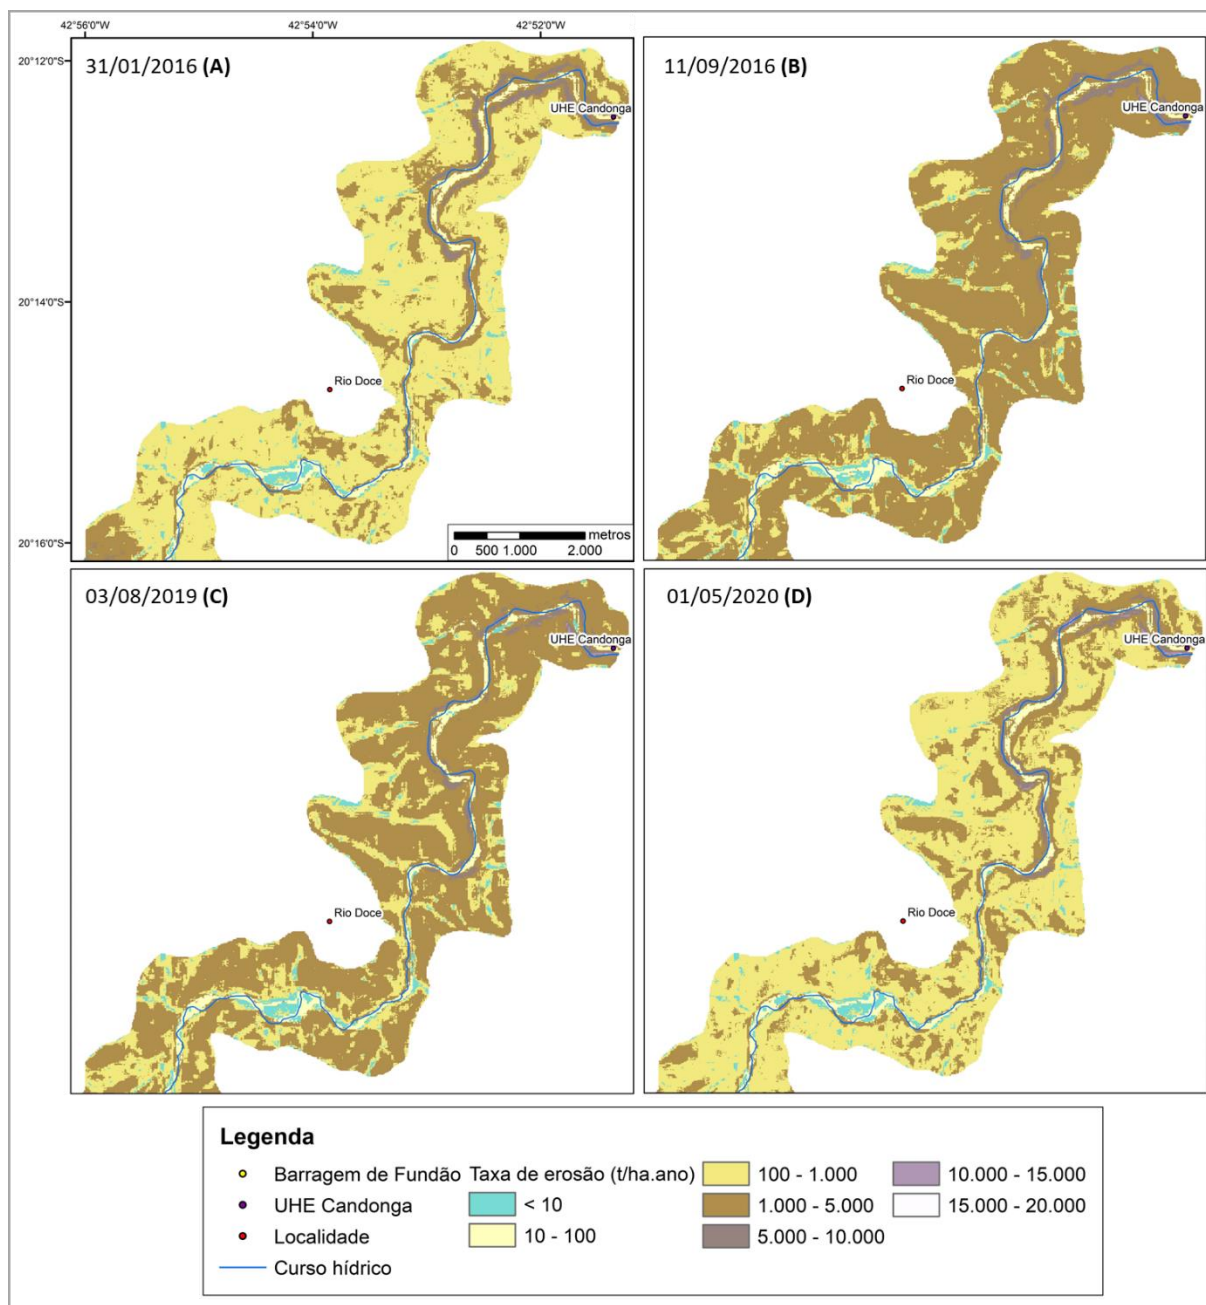 42°56'0"W 42°54'0"W 42°52'0"W
20°12'0"S
20°14'0"S
20°16'0"S
31/01/2016 (A)
UHE Candonga
Rio Doce
metros
0 500 1.000 2.000
11/09/2016 (B)
UHE Candonga
Rio Doce
03/08/2019 (C)
UHE Candonga
Rio Doce
01/05/2020 (D)
UHE Candonga
Rio Doce
Legenda
Barragem de Fundão
UHE Candonga
Localidade
Curso hídrico
Taxa de erosão (t/ha.ano)
< 10
10 - 100
100 - 1.000
1.000 - 5.000
5.000 - 10.000
10.000 - 15.000
15.000 - 20.000